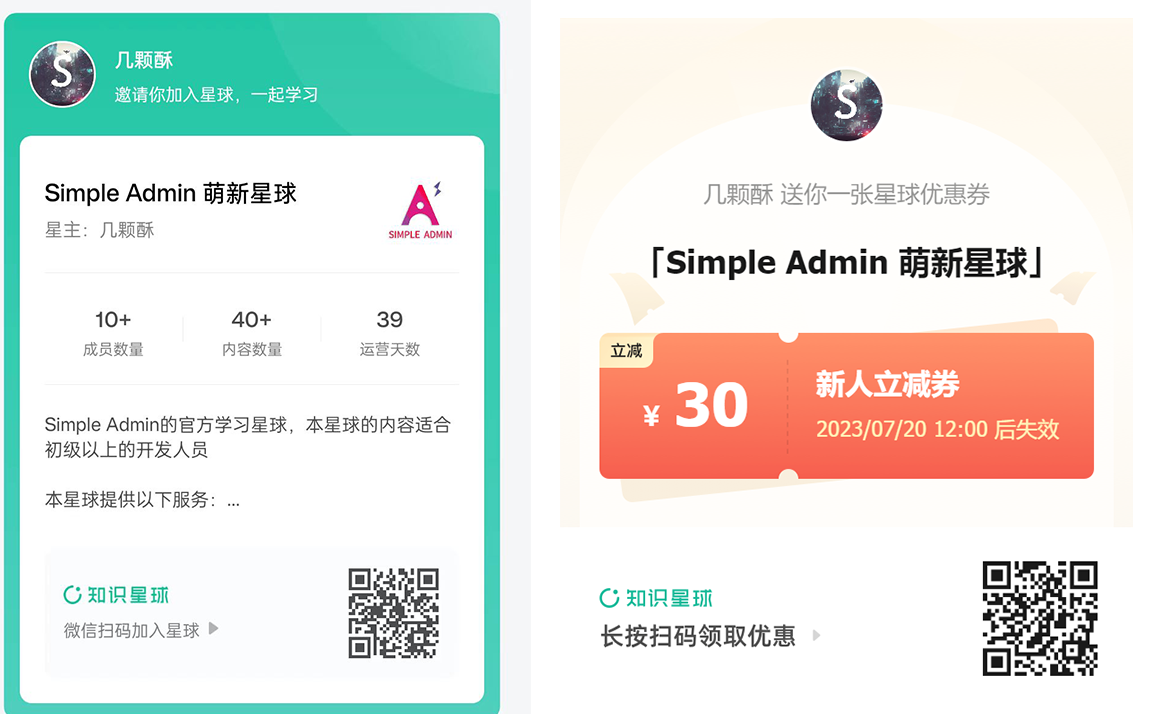 S
几颗酥
邀请你加入星球，一起学习
Simple Admin 萌新星球
星主：几颗酥
SIMPLE ADMIN
10+
40+
39
成员数量
内容数量
运营天数
Simple Admin的官方学习星球，本星球的内容适合
初级以上的开发人员
本星球提供以下服务：...
知识星球
微信扫码加入星球
S
几颗酥 送你一张星球优惠券
「Simple Admin 萌新星球」
立减
¥ 30
新人立减券
2023/07/20 12:00 后失效
知识星球
长按扫码领取优惠